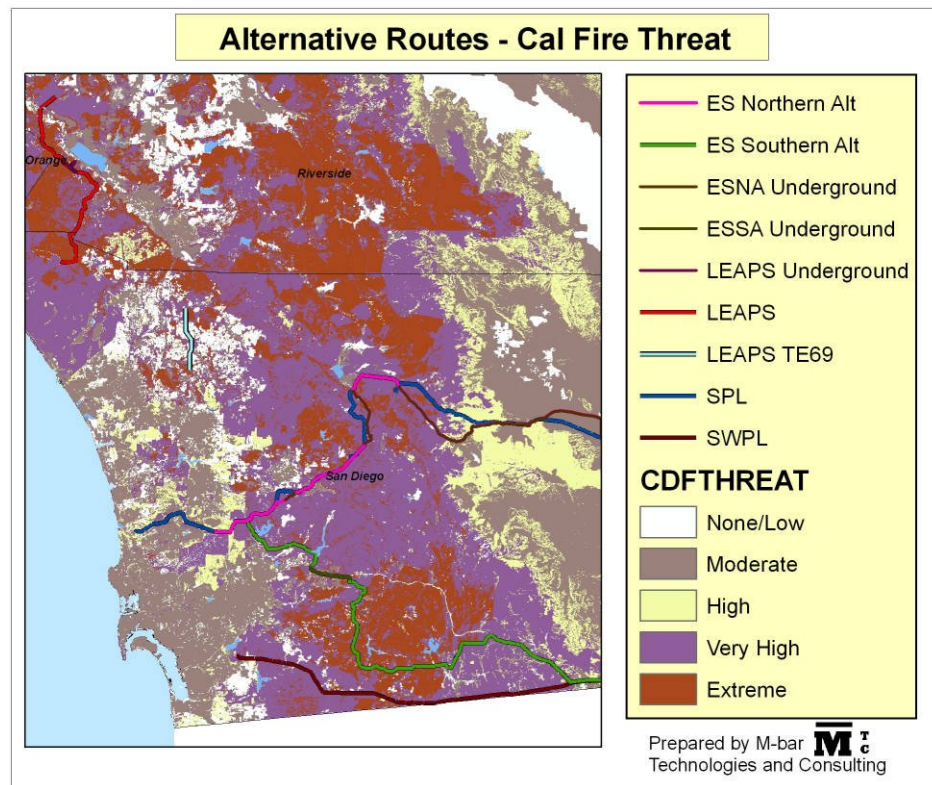 Alternative Routes - Cal Fire Threat
Orange
Riverside
San Diego
ES Northern Alt
ES Southern Alt
ESNA Underground
ESSA Underground
LEAPS Underground
LEAPS
LEAPS TE69
SPL
SWPL
CDFTHREAT
None/Low
Moderate
High
Very High
Extreme
Prepared by M-bar M T C
Technologies and Consulting